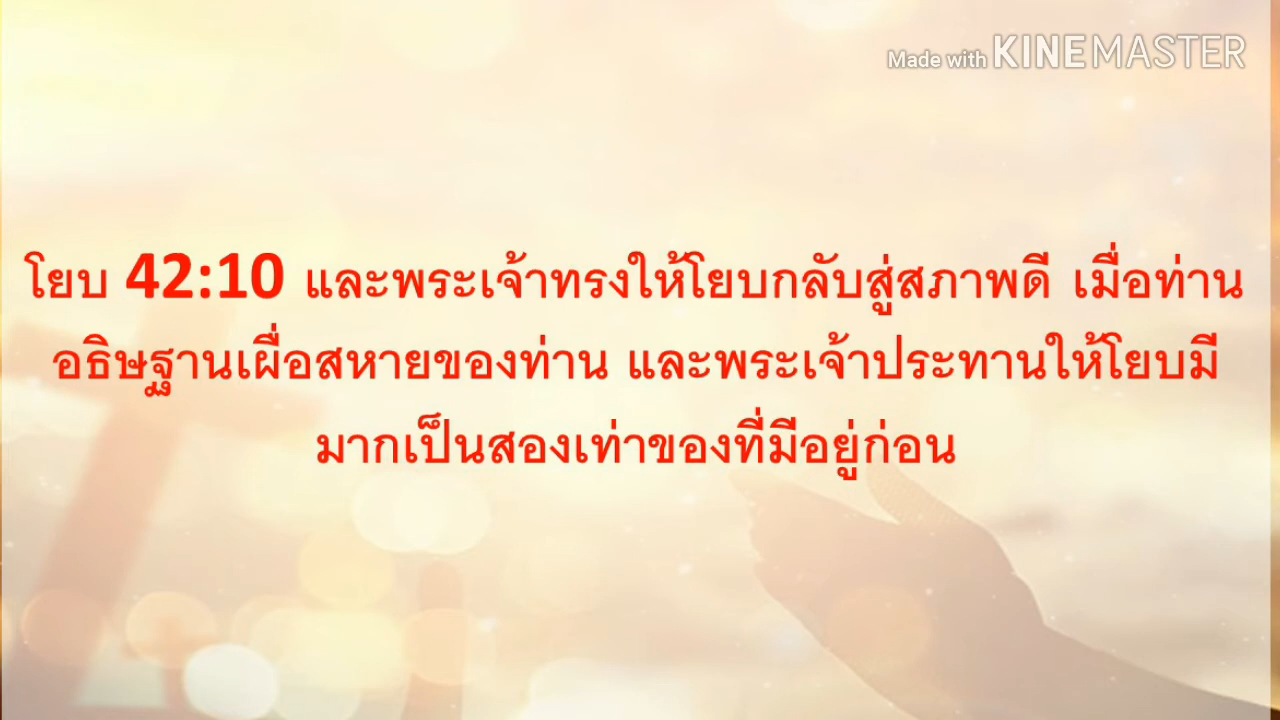 Made with KINEMASTER
โยบ 42:10 และพระเจ้าทรงให้โยบกลับสู่สภาพดี เมื่อท่าน
อธิษฐานเผื่อสหายของท่าน และพระเจ้าประทานให้โยบมี
มากเป็นสองเท่าของที่มีอยู่ก่อน